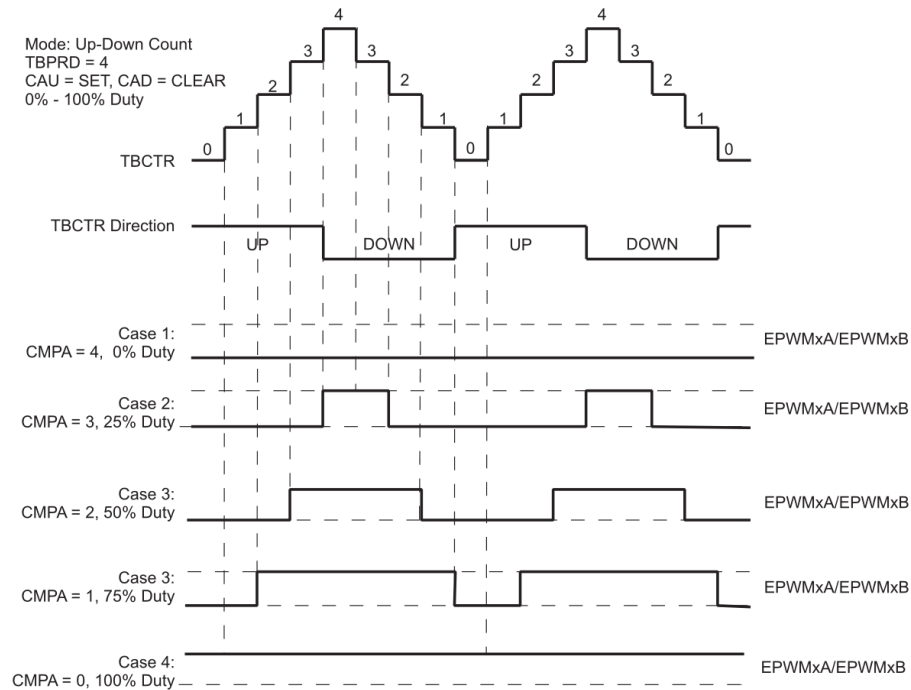 Mode: Up-Down Count
TBPRD = 4
CAU = SET, CAD = CLEAR
0% - 100% Duty
TBCTR
0 1 2 3 4 3 2 1 0 1 2 3 4 3 2 1 0
TBCTR Direction
UP DOWN UP DOWN
Case 1:
CMPA = 4, 0% Duty
EPWMxA/EPWMxB
Case 2:
CMPA = 3, 25% Duty
EPWMxA/EPWMxB
Case 3:
CMPA = 2, 50% Duty
EPWMxA/EPWMxB
Case 3:
CMPA = 1, 75% Duty
EPWMxA/EPWMxB
Case 4:
CMPA = 0, 100% Duty
EPWMxA/EPWMxB